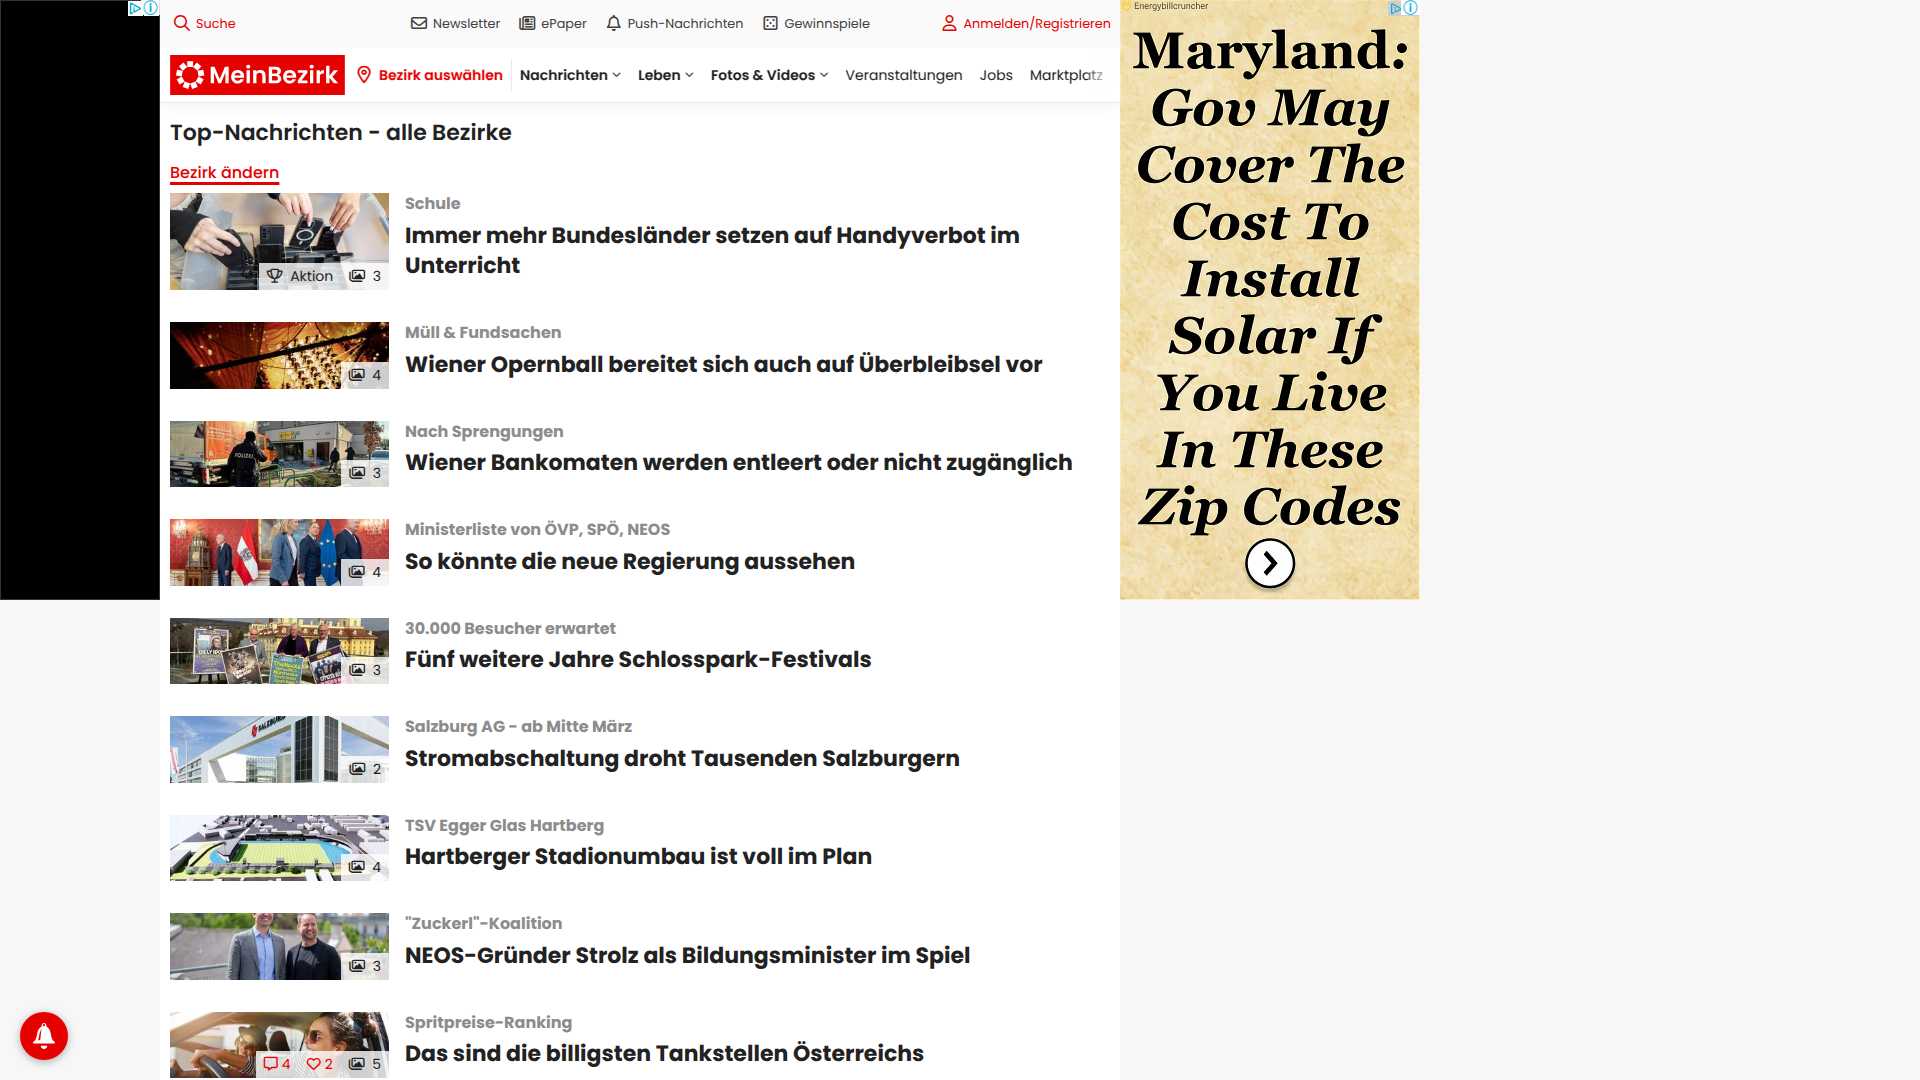 Suche
Newsletter
ePaper
Push-Nachrichten
Gewinnspiele
Anmelden/Registrieren
MeinBezirk
Bezirk auswählen
Nachrichten
Leben
Fotos & Videos
Veranstaltungen
Jobs
Marktplatz
Top-Nachrichten - alle Bezirke
Bezirk ändern
Aktion 3
Schule
Immer mehr Bundesländer setzen auf Handyverbot im
Unterricht
4
Müll & Fundsachen
Wiener Opernball bereitet sich auch auf Überbleibsel vor
POLIZEI
3
Nach Sprengungen
Wiener Bankomaten werden entleert oder nicht zugänglich
4
Ministerliste von ÖVP, SPÖ, NEOS
So könnte die neue Regierung aussehen
3
30.000 Besucher erwartet
Fünf weitere Jahre Schlosspark-Festivals
2
Salzburg AG - ab Mitte März
Stromabschaltung droht Tausenden Salzburgern
4
TSV Egger Glas Hartberg
Hartberger Stadionumbau ist voll im Plan
3
"Zuckerl"-Koalition
NEOS-Gründer Strolz als Bildungsminister im Spiel
4 2 5
Spritpreise-Ranking
Das sind die billigsten Tankstellen Österreichs
Energybillcruncher
Maryland:
Gov May
Cover The
Cost To
Install
Solar If
You Live
In These
Zip Codes